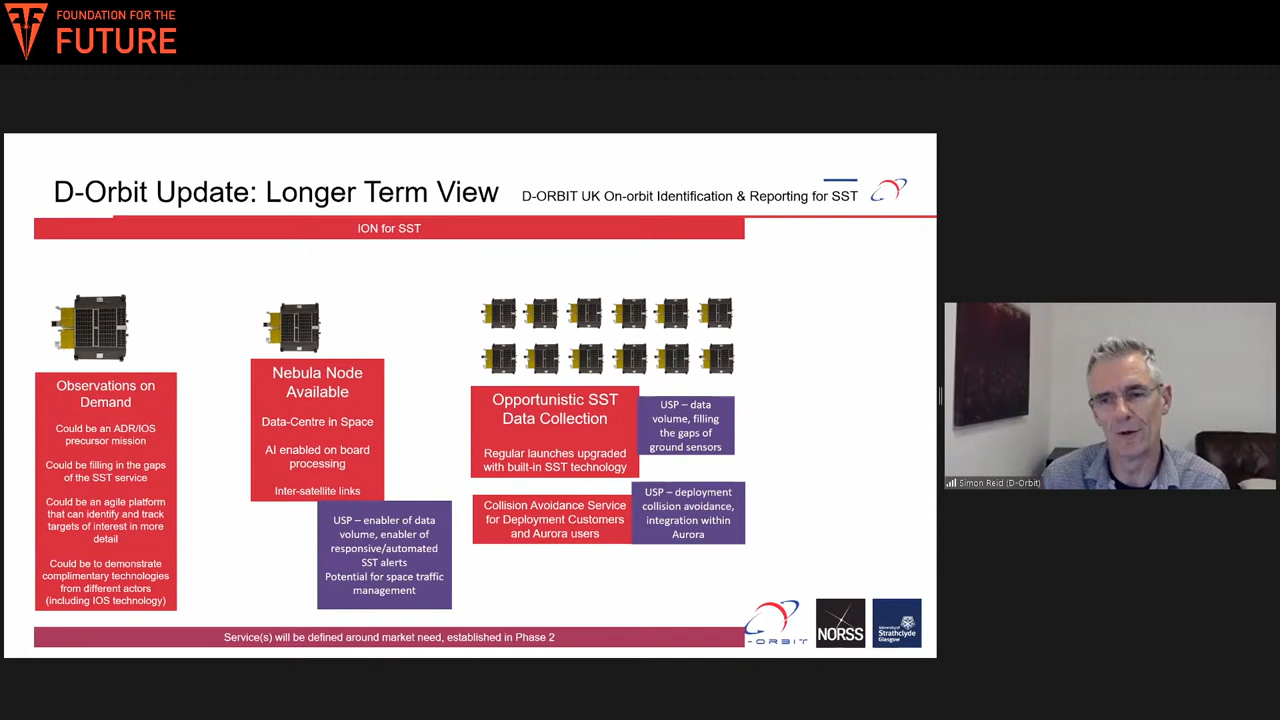 FOUNDATION FOR THE
FUTURE
D-Orbit Update: Longer Term View
D-ORBIT UK On-orbit Identification & Reporting for SST
ION for SST
Observations on
Demand
Could be an ADR/IOS
precursor mission
Could be filling in the gaps
of the SST service
Could be an agile platform
that can identify and track
targets of interest in more
detail
Could be to demonstrate
complimentary technologies
from different actors
(including IOS technology)
Nebula Node
Available
Data-Centre in Space
AI enabled on board
processing
Inter-satellite links
USP – enabler of data
volume, enabler of
responsive/automated
SST alerts
Potential for space traffic
management
Opportunistic SST
Data Collection
Regular launches upgraded
with built-in SST technology
USP – data
volume, filling
the gaps of
ground sensors
Collision Avoidance Service
for Deployment Customers
and Aurora users
USP – deployment
collision avoidance,
integration within
Aurora
Service(s) will be defined around market need, established in Phase 2
-ORBIT
NORSS
University of
Strathclyde
Glasgow
Simon Reid (D-Orbit)